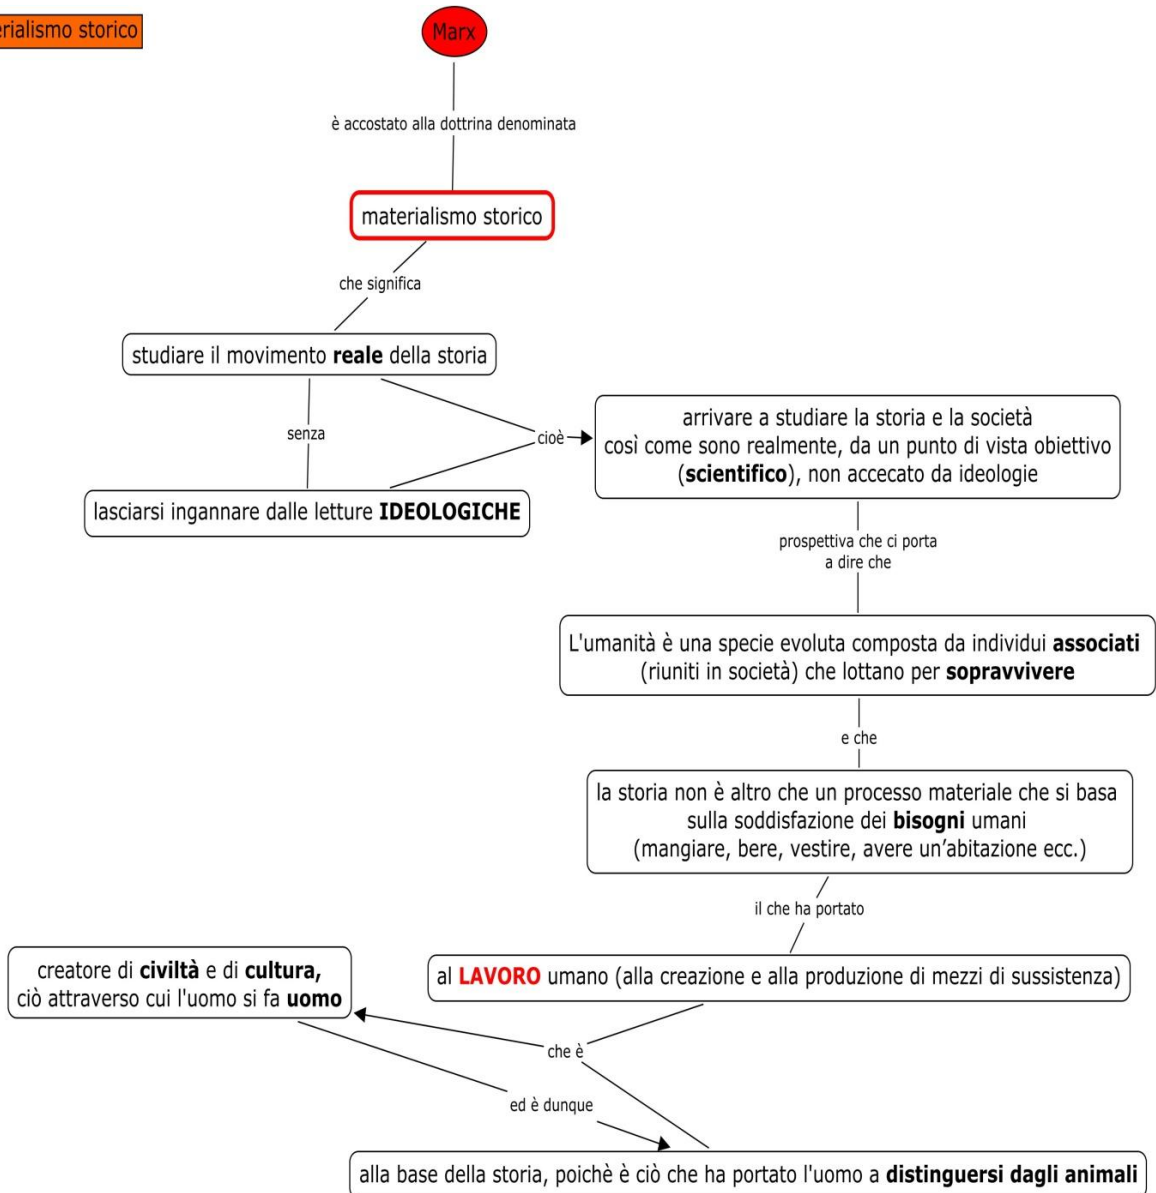 erialismo storico
Marx
è accostato alla dottrina denominata
materialismo storico
che significa
studiare il movimento reale della storia
senza
cioè
arrivare a studiare la storia e la società
così come sono realmente, da un punto di vista obiettivo
(scientifico), non accecato da ideologie
lasciarsi ingannare dalle letture IDEOLOGICHE
prospettiva che ci porta
a dire che
L'umanità è una specie evoluta composta da individui associati
(riuniti in società) che lottano per sopravvivere
e che
la storia non è altro che un processo materiale che si basa
sulla soddisfazione dei bisogni umani
(mangiare, bere, vestire, avere un’abitazione ecc.)
il che ha portato
al LAVORO umano (alla creazione e alla produzione di mezzi di sussistenza)
creatore di civiltà e di cultura,
ciò attraverso cui l'uomo si fa uomo
che è
ed è dunque
alla base della storia, poichè è ciò che ha portato l'uomo a distinguersi dagli animali